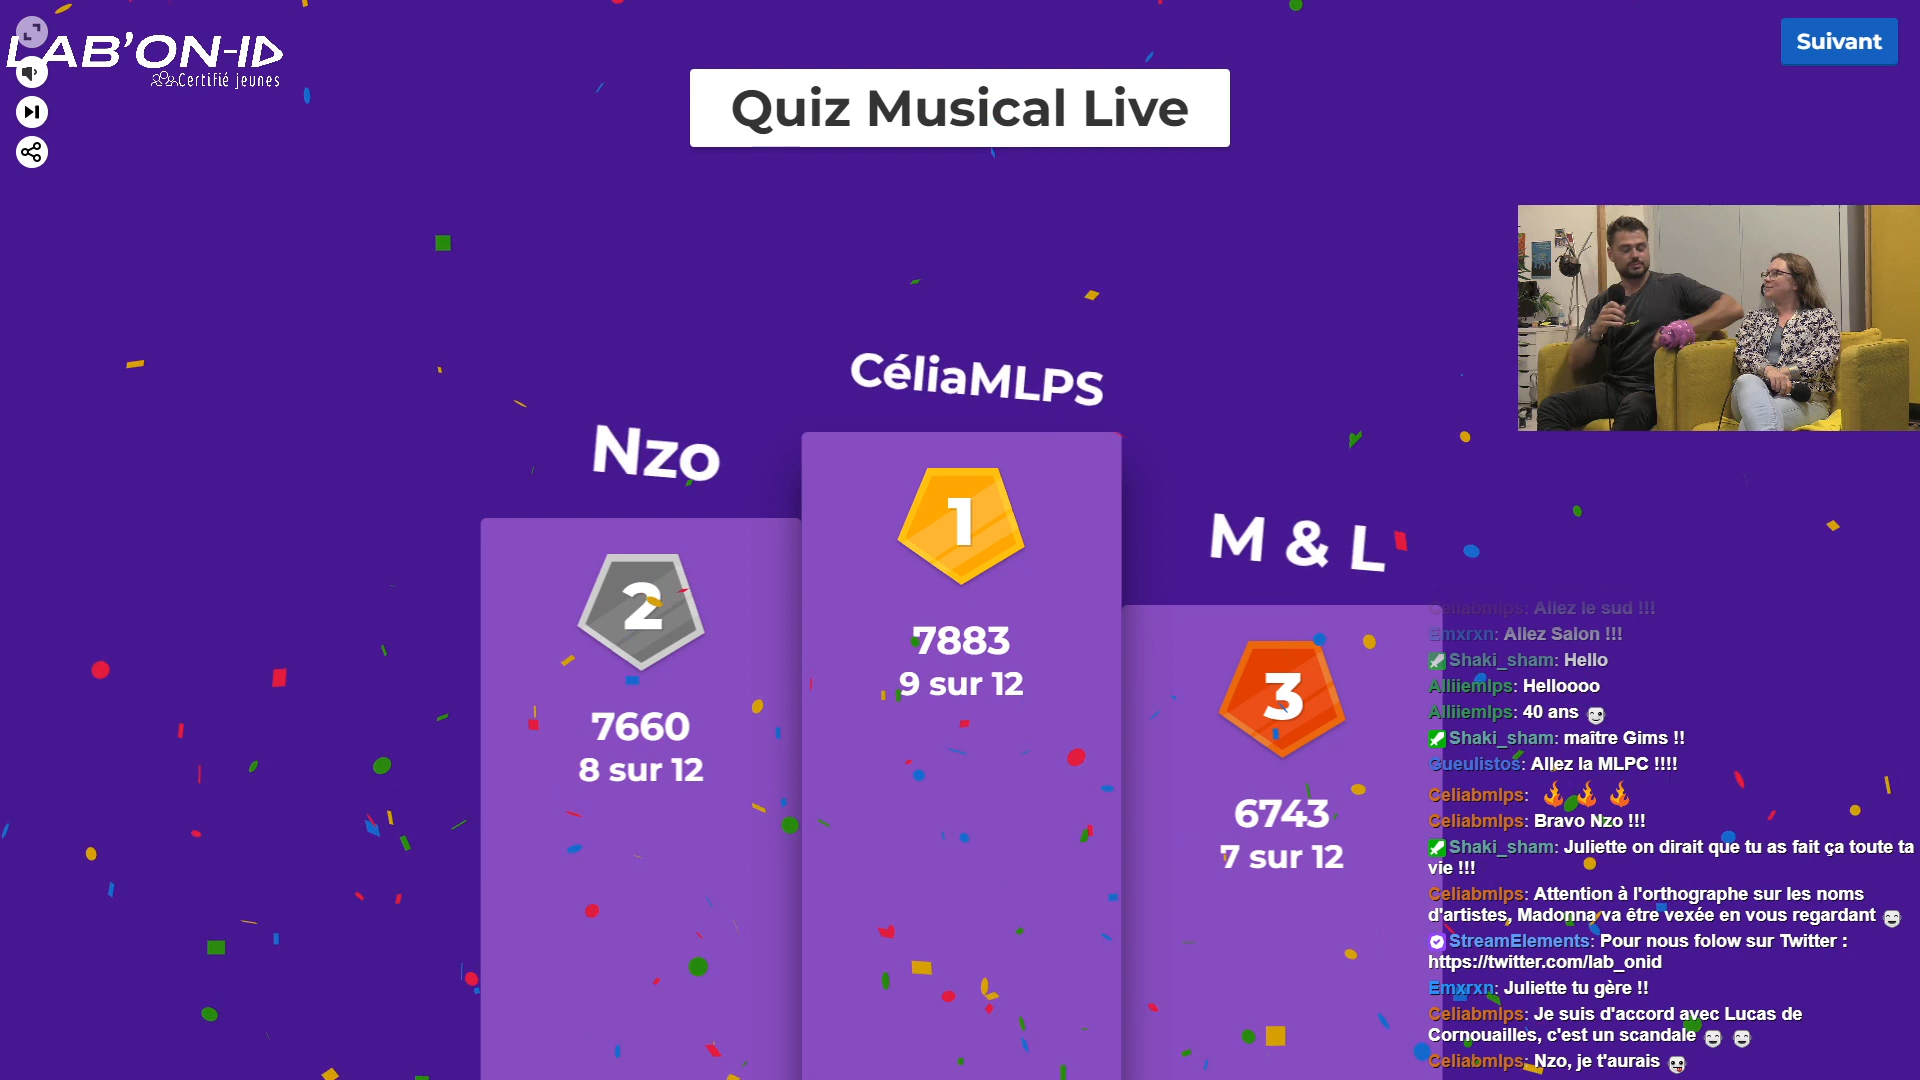 LAB'ON-ID
Certifié jeunes
Suivant
Quiz Musical Live
CéliaMLPS
Nzo
M & L
1
7883
9 sur 12
2
7660
8 sur 12
3
6743
7 sur 12
Celiabmlps: Allez le sud !!!
Emxrxn: Allez Salon !!!
Shaki_sham: Hello
Alliiemlps: Helloooo
Alliiemlps: 40 ans
Shaki_sham: maître Gims !!
Gueulistos: Allez la MLPC !!!!
Celiabmlps:
Celiabmlps: Bravo Nzo !!!
Shaki_sham: Juliette on dirait que tu as fait ça toute ta
vie !!!
Celiabmlps: Attention à l'orthographe sur les noms
d'artistes, Madonna va être vexée en vous regardant
StreamElements: Pour nous folow sur Twitter :
https://twitter.com/lab_onid
Emxrxn: Juliette tu gère !!
Celiabmlps: Je suis d'accord avec Lucas de
Cornouailles, c'est un scandale
Celiabmlps: Nzo, je t'aurais